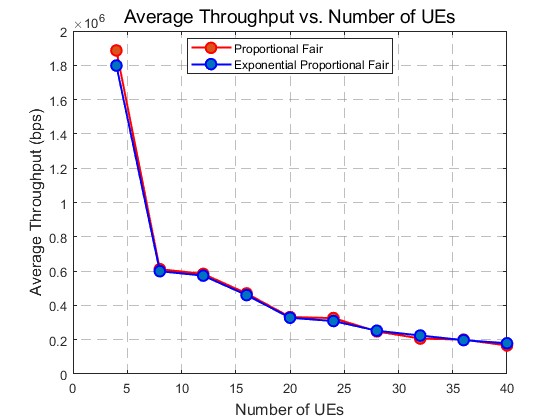 Average Throughput vs. Number of UEs
×10⁶
Proportional Fair
Exponential Proportional Fair
Average Throughput (bps)
2
1.8
1.6
1.4
1.2
1
0.8
0.6
0.4
0.2
0
0 5 10 15 20 25 30 35 40
Number of UEs